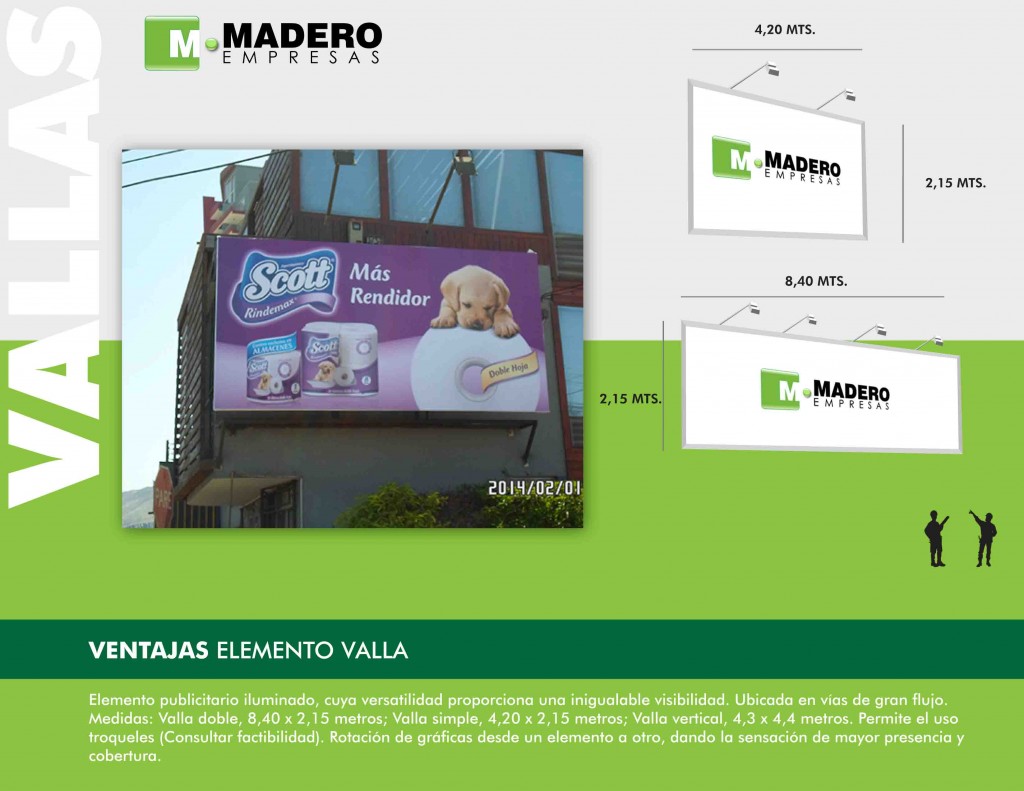 VALLAS
M MADERO
EMPRESAS
4,20 MTS.
M MADERO
EMPRESAS
2,15 MTS.
Scott
Rindemax
Más
Rendidor
ALMACENES
Scott
Scott
Doble Hoja
PARE
2014/02/01
8,40 MTS.
2,15 MTS.
M MADERO
EMPRESAS
VENTAJAS ELEMENTO VALLA
Elemento publicitario iluminado, cuya versatilidad proporciona una inigualable visibilidad. Ubicada en vías de gran flujo.
Medidas: Valla doble, 8,40 x 2,15 metros; Valla simple, 4,20 x 2,15 metros; Valla vertical, 4,3 x 4,4 metros. Permite el uso
troqueles (Consultar factibilidad). Rotación de gráficas desde un elemento a otro, dando la sensación de mayor presencia y
cobertura.